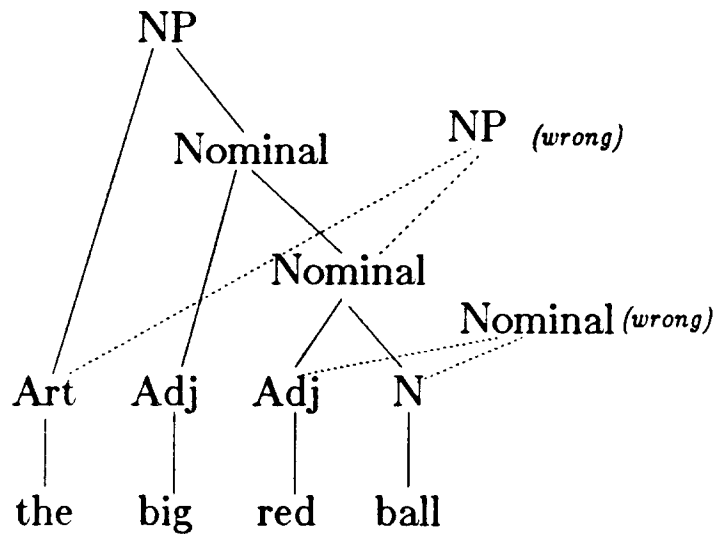 NP
NP (wrong)
Nominal
Nominal
Nominal (wrong)
Art Adj Adj N
the big red ball